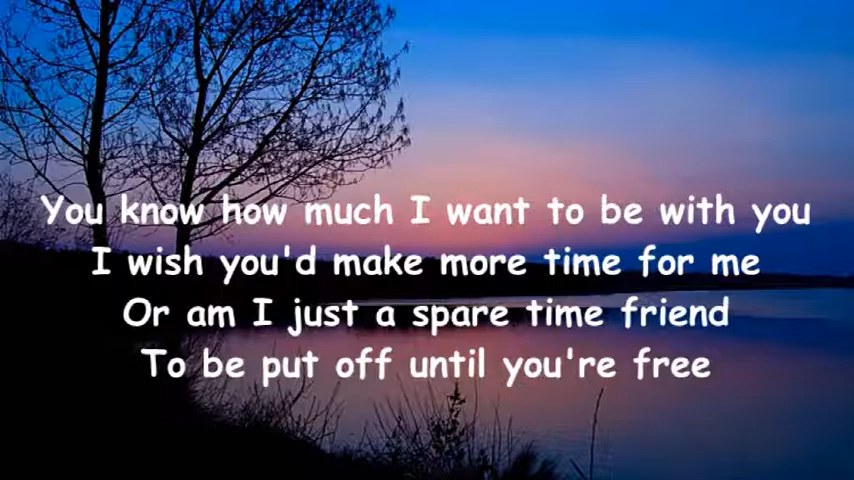 You know how much I want to be with you
I wish you'd make more time for me
Or am I just a spare time friend
To be put off until you're free